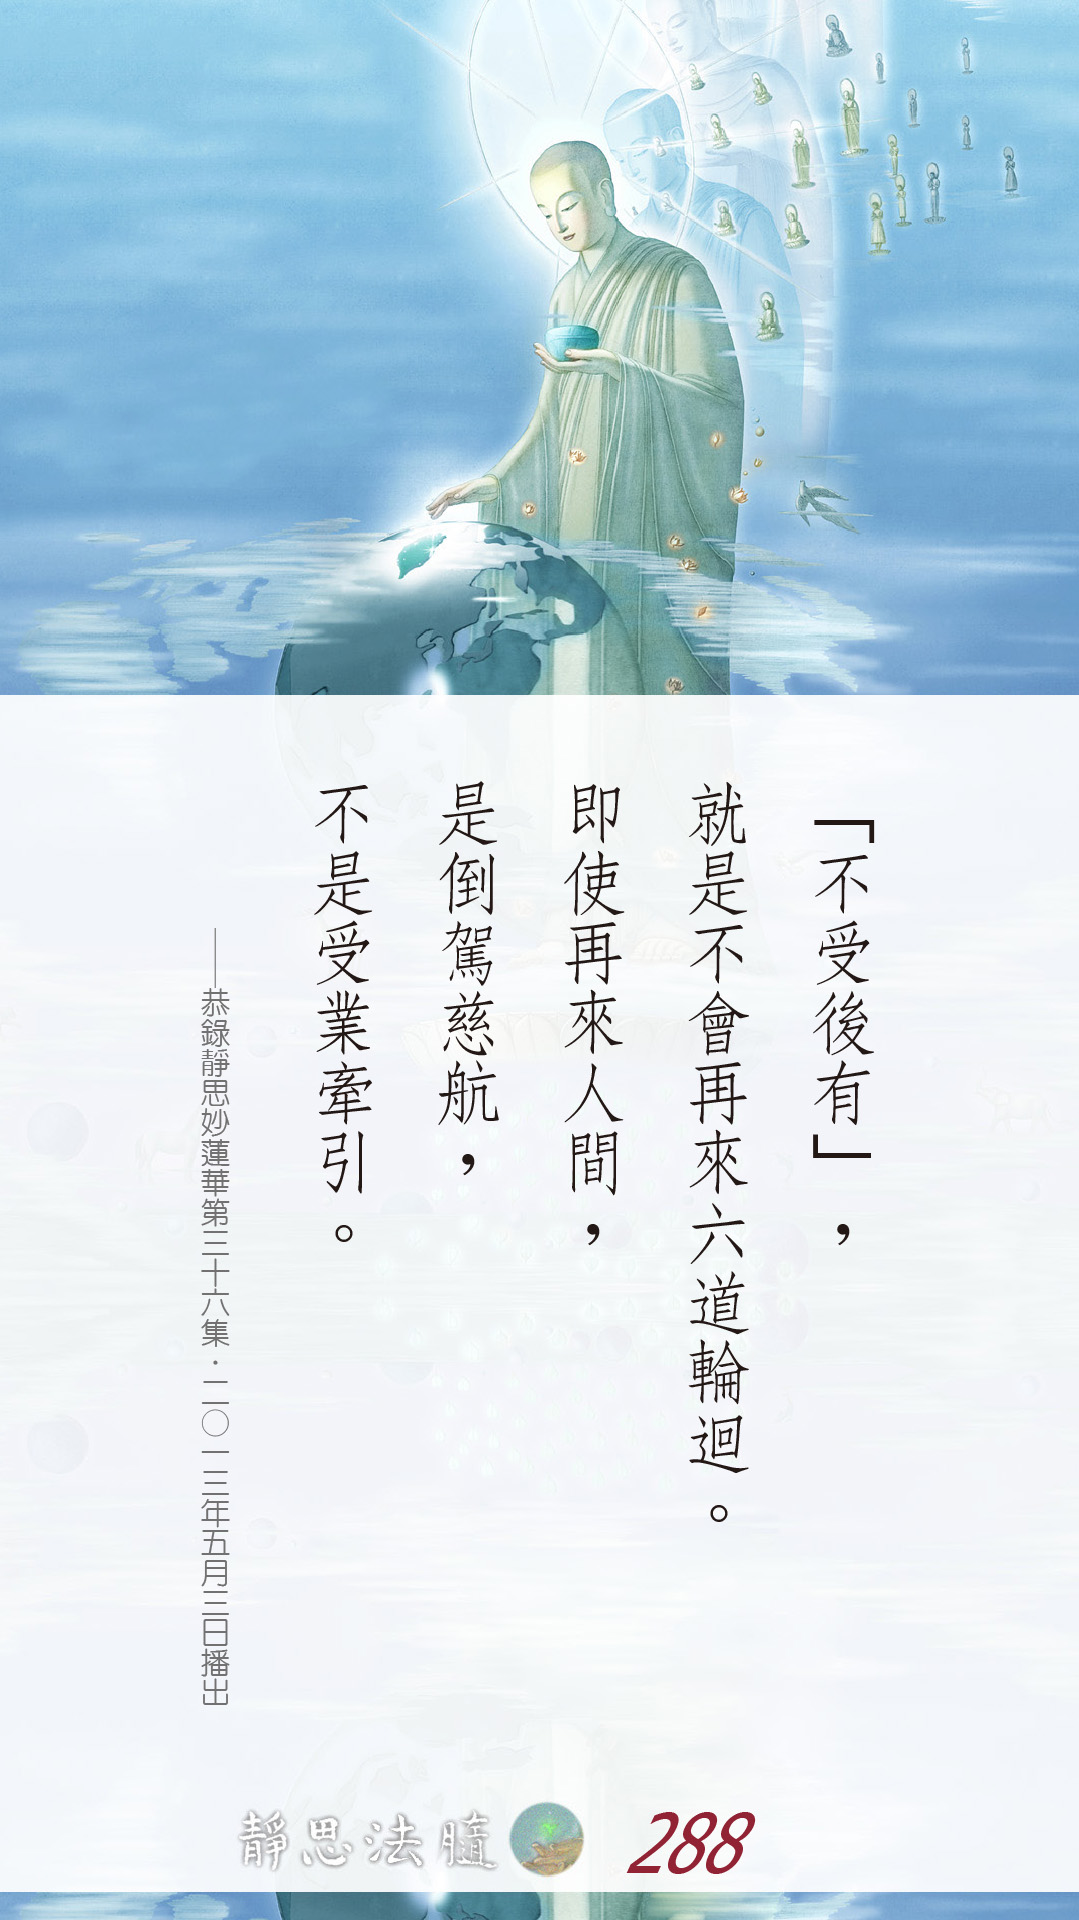 「不受後有」，
就是不會再來六道輪迴。
即使再來人間，
是倒駕慈航，
不是受業牽引。
——恭錄靜思妙蓮華第三十六集．二〇一三年五月三日播出
靜思法髓
288